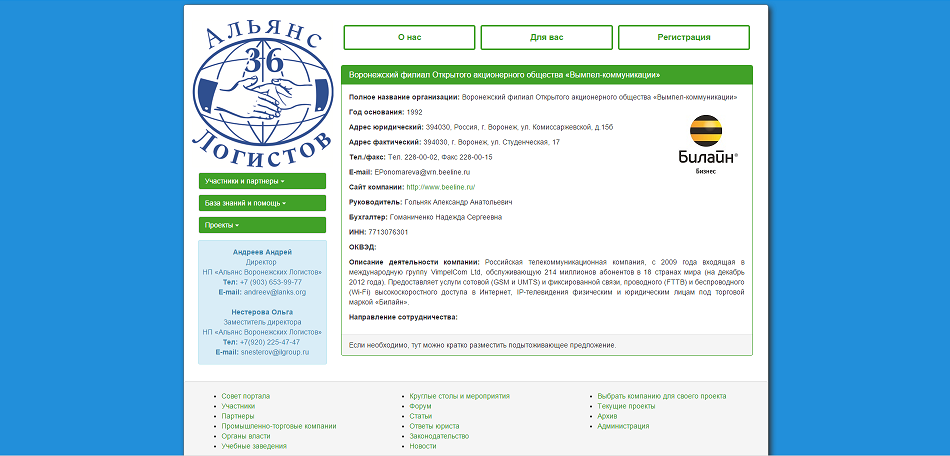 АЛЬЯНС
36
ЛОГИСТОВ
О нас
Для вас
Регистрация
Участники и партнеры
База знаний и помощь
Проекты
Андреев Андрей
Директор
НП «Альянс Воронежских Логистов»
Тел: +7 (903) 653-99-77
E-mail: andreev@lanks.org
Нестерова Ольга
Заместитель директора
НП «Альянс Воронежских Логистов»
Тел: +7(920) 225-47-47
E-mail: snesterov@ilgroup.ru
Воронежский филиал Открытого акционерного общества «Вымпел-коммуникации»
Полное название организации: Воронежский филиал Открытого акционерного общества «Вымпел-коммуникации»
Год основания: 1992
Адрес юридический: 394030, Россия, г. Воронеж, ул. Комиссаржевской, д.15б
Адрес фактический: 394030, г. Воронеж, ул. Студенческая, 17
Тел./факс: Тел. 228-00-02, Факс 228-00-15
E-mail: EPonomareva@vrn.beeline.ru
Сайт компании: http://www.beeline.ru/
Руководитель: Гольняк Александр Анатольевич
Бухгалтер: Гоманиченко Надежда Сергеевна
ИНН: 7713076301
ОКВЭД:
Билайн®
Бизнес
Описание деятельности компании: Российская телекоммуникационная компания, с 2009 года входящая в
международную группу VimpelCom Ltd, обслуживающую 214 миллионов абонентов в 18 странах мира (на декабрь
2012 года). Предоставляет услуги сотовой (GSM и UMTS) и фиксированной связи, проводного (FTTB) и беспроводного
(Wi-Fi) высокоскоростного доступа в Интернет, IP-телевидения физическим и юридическим лицам под торговой
маркой «Билайн».
Направление сотрудничества:
Если необходимо, тут можно кратко разместить подытоживающее предложение.
Совет портала
Участники
Партнеры
Промышленно-торговые компании
Органы власти
Учебные заведения
Круглые столы и мероприятия
Форум
Статьи
Ответы юриста
Законодательство
Новости
Выбрать компанию для своего проекта
Текущие проекты
Архив
Администрация